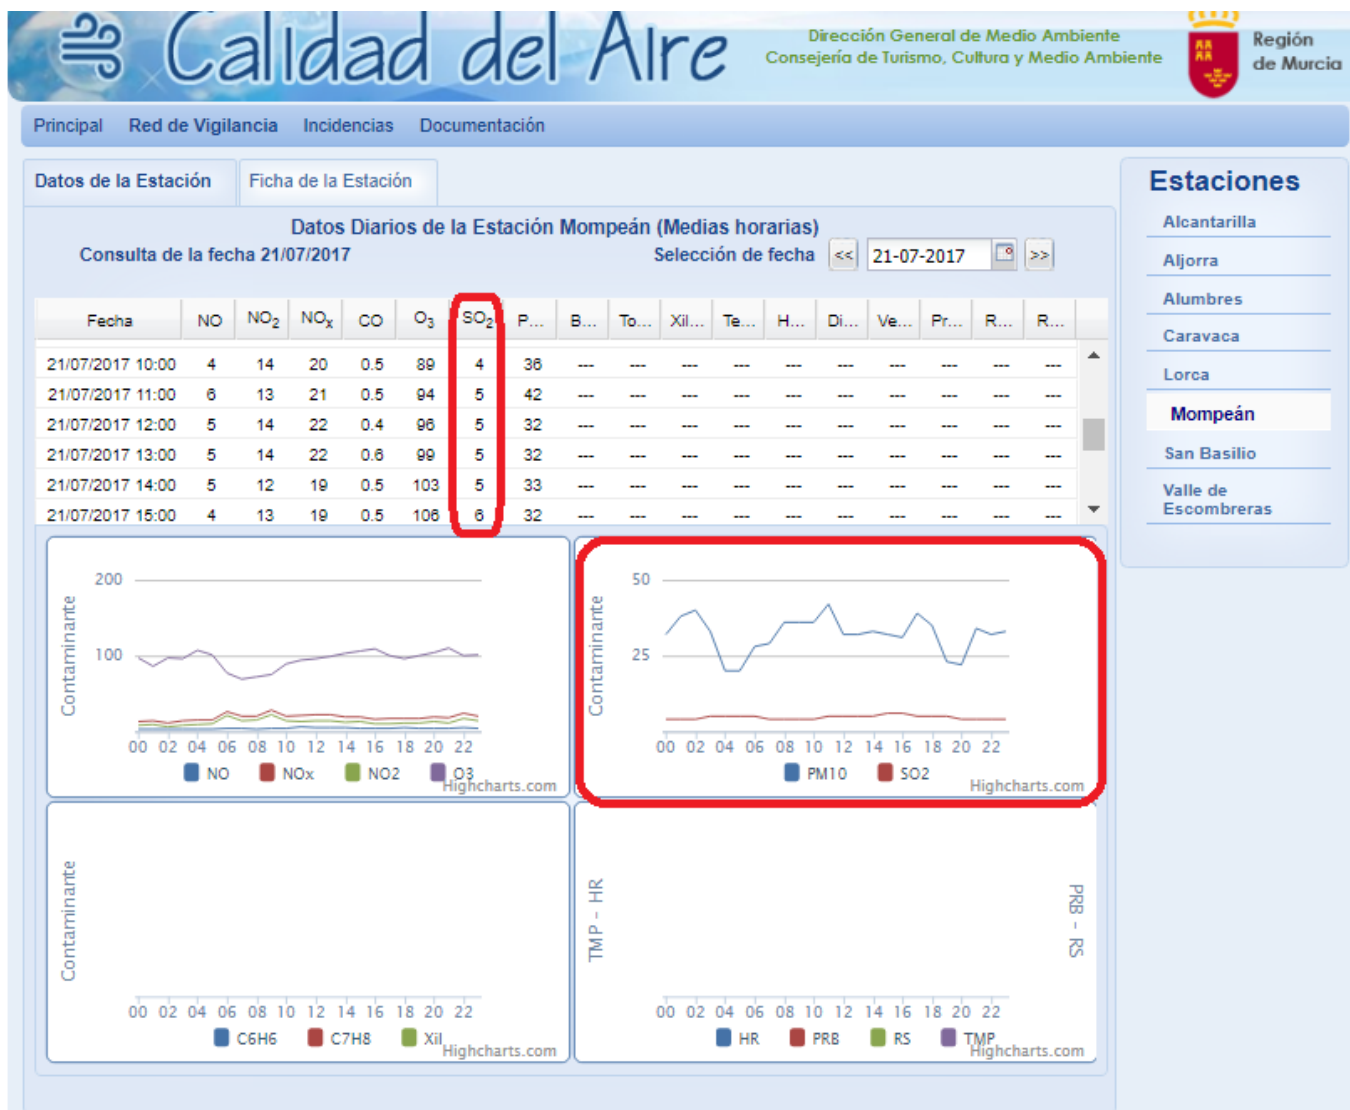 Calidad del Aire
Dirección General de Medio Ambiente
Consejería de Turismo, Cultura y Medio Ambiente
Región
de Murcia
Principal Red de Vigilancia Incidencias Documentación
Datos de la Estación Ficha de la Estación
Datos Diarios de la Estación Mompeán (Medias horarias)
Consulta de la fecha 21/07/2017 Selección de fecha << 21-07-2017 >>
Fecha NO NO2 NOx CO O3 SO2 P... B... To... Xil... Te... H... Di... Ve... Pr... R... R...
21/07/2017 10:00 4 14 20 0.5 89 4 36 --- --- --- --- --- --- --- --- --- ---
21/07/2017 11:00 6 13 21 0.5 94 5 42 --- --- --- --- --- --- --- --- --- ---
21/07/2017 12:00 5 14 22 0.4 96 5 32 --- --- --- --- --- --- --- --- --- ---
21/07/2017 13:00 5 14 22 0.6 99 5 32 --- --- --- --- --- --- --- --- --- ---
21/07/2017 14:00 5 12 19 0.5 103 5 33 --- --- --- --- --- --- --- --- --- ---
21/07/2017 15:00 4 13 19 0.5 106 6 32 --- --- --- --- --- --- --- --- --- ---
Estaciones
Alcantarilla
Aljorra
Alumbres
Caravaca
Lorca
Mompeán
San Basilio
Valle de
Escombreras
Contaminante
200
100
00 02 04 06 08 10 12 14 16 18 20 22
NO NOx NO2 O3
Highcharts.com
Contaminante
50
25
00 02 04 06 08 10 12 14 16 18 20 22
PM10 SO2
Highcharts.com
Contaminante
00 02 04 06 08 10 12 14 16 18 20 22
C6H6 C7H8 Xil
Highcharts.com
TMP - HR
PRB - RS
00 02 04 06 08 10 12 14 16 18 20 22
HR PRB RS TMP
Highcharts.com